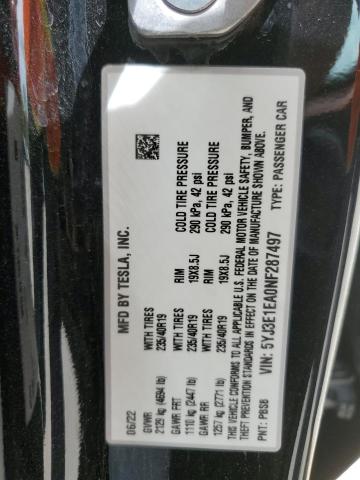 MFD BY TESLA, INC.
06/22
GVWR
2129 kg (4694 lb)
GAWR FRT
1110 kg (2447 lb)
GAWR RR
1257 kg (2771 lb)
WITH TIRES
235/40R19
WITH TIRES
235/40R19
WITH TIRES
235/40R19
RIM
19X8.5J
RIM
19X8.5J
COLD TIRE PRESSURE
290 kPa, 42 psi
COLD TIRE PRESSURE
290 kPa, 42 psi
THIS VEHICLE CONFORMS TO ALL APPLICABLE U.S. FEDERAL MOTOR VEHICLE SAFETY, BUMPER, AND
THEFT PREVENTION STANDARDS IN EFFECT ON THE DATE OF MANUFACTURE SHOWN ABOVE.
PNT: PBSB
VIN: 5YJ3E1EA0NF287497
TYPE: PASSENGER CAR